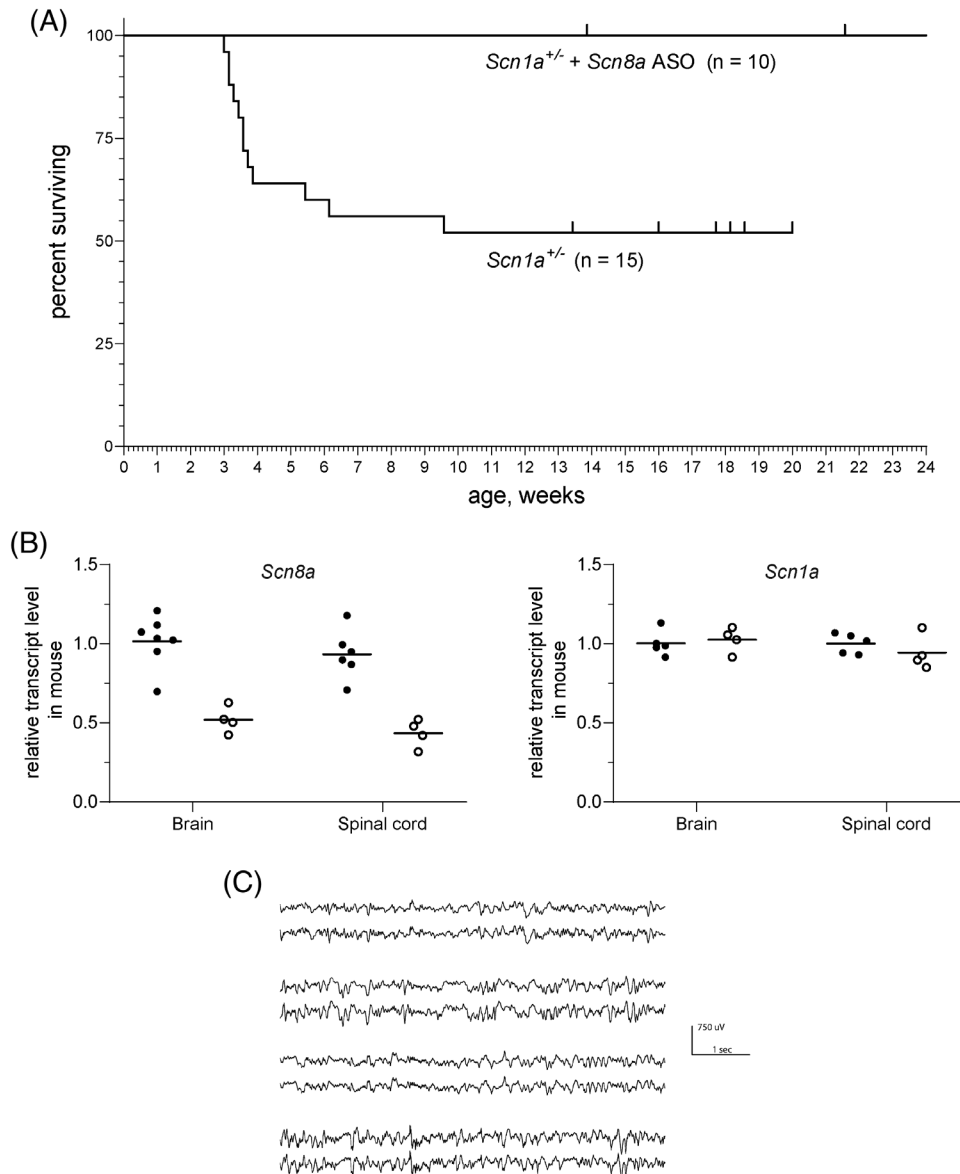 (A)
100
75
50
25
0
percent surviving
Scn1a+/- + Scn8a ASO (n = 10)
Scn1a+/- (n = 15)
0 1 2 3 4 5 6 7 8 9 10 11 12 13 14 15 16 17 18 19 20 21 22 23 24
age, weeks
(B)
Scn8a
1.5
1.0
0.5
0.0
relative transcript level
in mouse
Brain Spinal cord
Scn1a
1.5
1.0
0.5
0.0
relative transcript level
in mouse
Brain Spinal cord
(C)
750 uV
1 sec